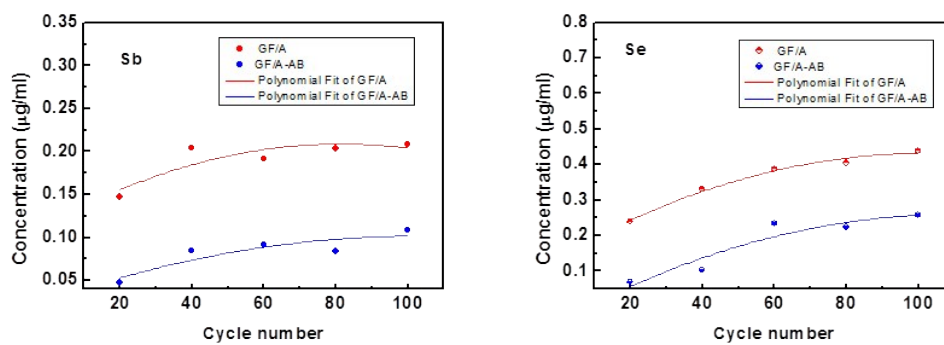 0.35
0.30
0.25
0.20
0.15
0.10
0.05
Concentration (μg/ml)
Sb
GF/A
GF/A-AB
Polynomial Fit of GF/A
Polynomial Fit of GF/A-AB
20 40 60 80 100
Cycle number
0.8
0.7
0.6
0.5
0.4
0.3
0.2
0.1
Concentration (μg/ml)
Se
GF/A
GF/A-AB
Polynomial Fit of GF/A
Polynomial Fit of GF/A-AB
20 40 60 80 100
Cycle number